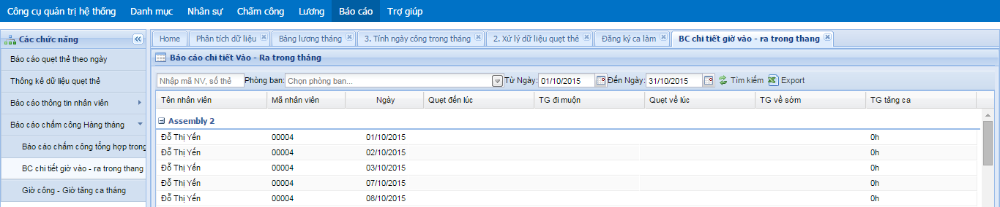 Công cụ quản trị hệ thống Danh mục Nhân sự Chấm công Lương Báo cáo Trợ giúp
Các chức năng
Báo cáo quẹt thẻ theo ngày
Thống kê dữ liệu quẹt thẻ
Báo cáo thông tin nhân viên
Báo cáo chấm công Hàng tháng
Báo cáo chấm công tổng hợp trong
BC chi tiết giờ vào - ra trong thang
Giờ công - Giờ tăng ca tháng
Home Phân tích dữ liệu Bảng lương tháng 3. Tính ngày công trong tháng 2. Xử lý dữ liệu quẹt thẻ Đăng ký ca làm BC chi tiết giờ vào - ra trong thang
Báo cáo chi tiết Vào - Ra trong tháng
Nhập mã NV, số thẻ Phòng ban: Chọn phòng ban... Từ Ngày: 01/10/2015 Đến Ngày: 31/10/2015 Tìm kiếm Export
Tên nhân viên Mã nhân viên Ngày Quẹt đến lúc TG đi muộn Quẹt về lúc TG về sớm TG tăng ca
Assembly 2
Đỗ Thị Yến 00004 01/10/2015 0h
Đỗ Thị Yến 00004 02/10/2015 0h
Đỗ Thị Yến 00004 03/10/2015 0h
Đỗ Thị Yến 00004 07/10/2015 0h
Đỗ Thị Yến 00004 08/10/2015 0h